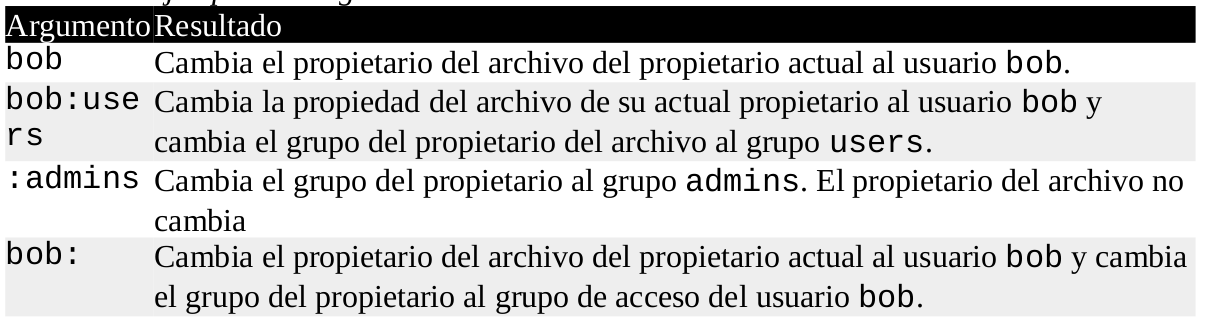 Argumento Resultado
bob Cambia el propietario del archivo del propietario actual al usuario bob.
bob:use Cambia la propiedad del archivo de su actual propietario al usuario bob y
rs cambia el grupo del propietario del archivo al grupo users.
:admins Cambia el grupo del propietario al grupo admins. El propietario del archivo no
cambia
bob: Cambia el propietario del archivo del propietario actual al usuario bob y cambia
el grupo del propietario al grupo de acceso del usuario bob.